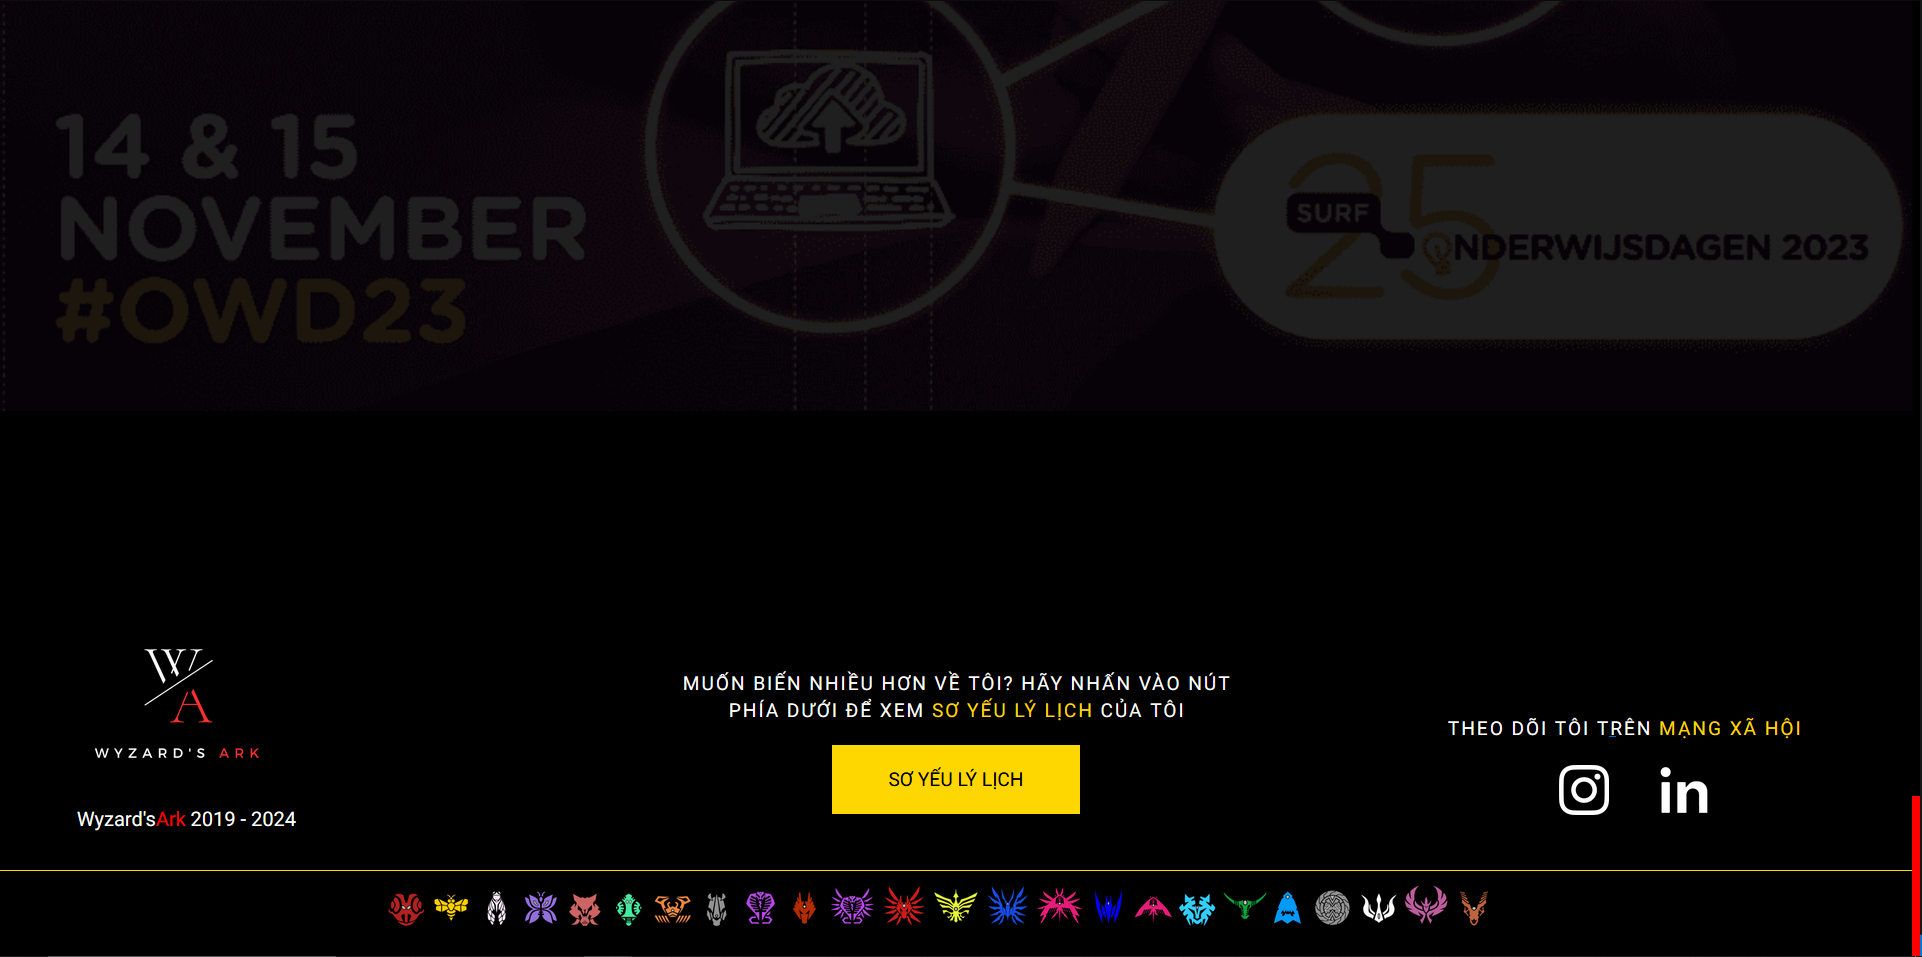 14 & 15
NOVEMBER
#OWD23
25
SURF
ONDERWIJSDAGEN 2023
WA
WYZARD'S ARK
Wyzard'sArk 2019 - 2024
MUỐN BIẾN NHIỀU HƠN VỀ TÔI? HÃY NHẤN VÀO NÚT
PHÍA DƯỚI ĐỂ XEM SƠ YẾU LÝ LỊCH CỦA TÔI
SƠ YẾU LÝ LỊCH
THEO DÕI TÔI TRÊN MẠNG XÃ HỘI
in